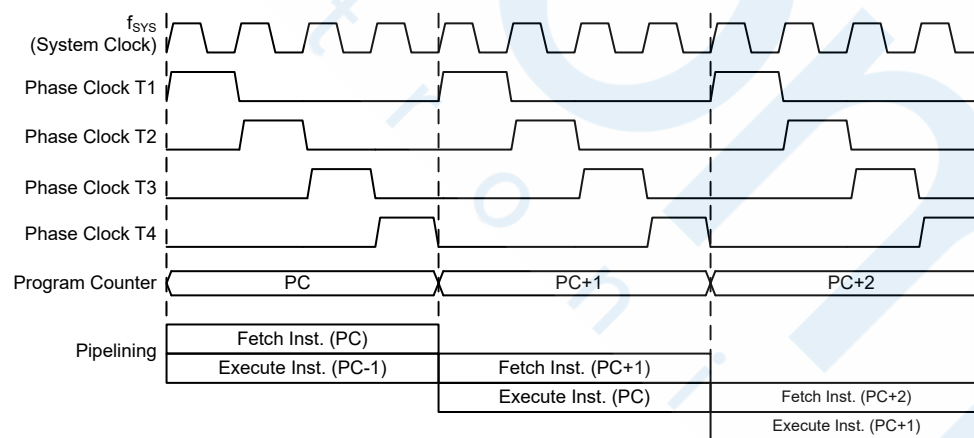 fSYS
(System Clock)
Phase Clock T1
Phase Clock T2
Phase Clock T3
Phase Clock T4
Program Counter PC PC+1 PC+2
Pipelining
Fetch Inst. (PC)
Execute Inst. (PC-1) Fetch Inst. (PC+1)
Execute Inst. (PC) Fetch Inst. (PC+2)
Execute Inst. (PC+1)